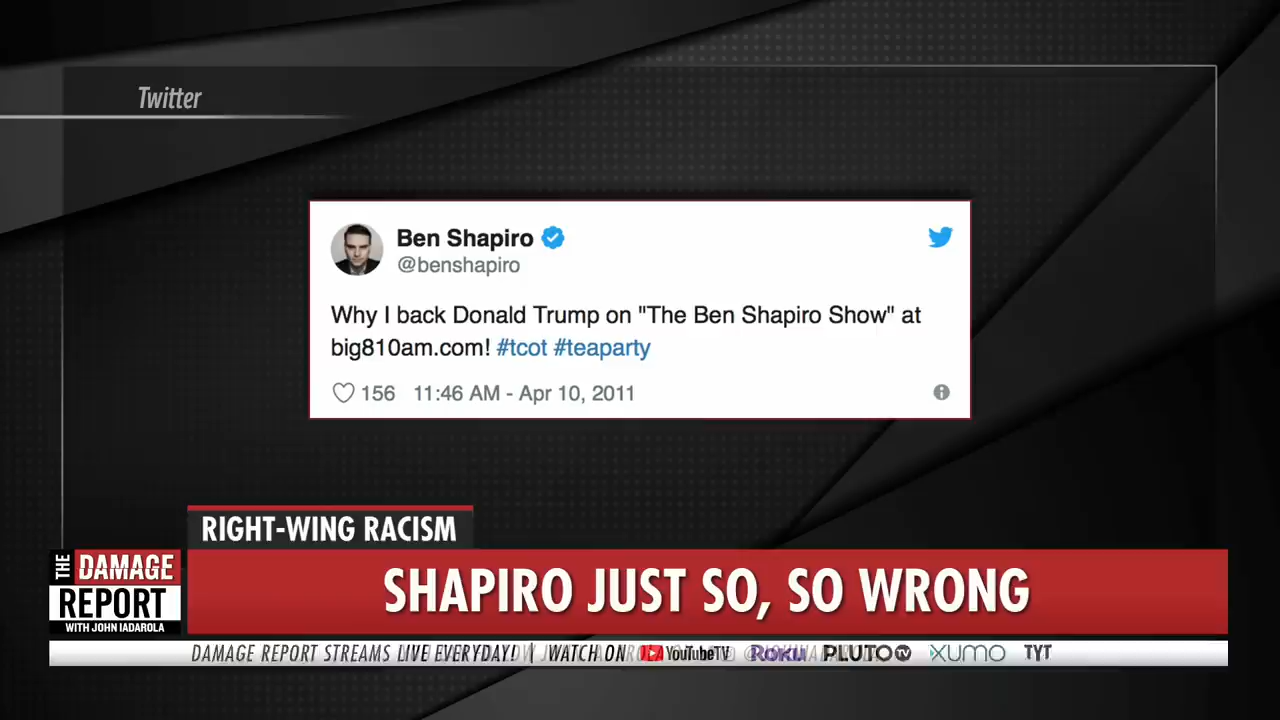 Twitter
Ben Shapiro
@benshapiro
Why I back Donald Trump on "The Ben Shapiro Show" at
big810am.com! #tcot #teaparty
156 11:46 AM - Apr 10, 2011
RIGHT-WING RACISM
SHAPIRO JUST SO, SO WRONG
THE DAMAGE
REPORT
WITH JOHN IADAROLA
DAMAGE REPORT STREAMS LIVE EVERYDAY! WATCH ON YouTubeTV ROKU PLUTO TV XUMO TYT